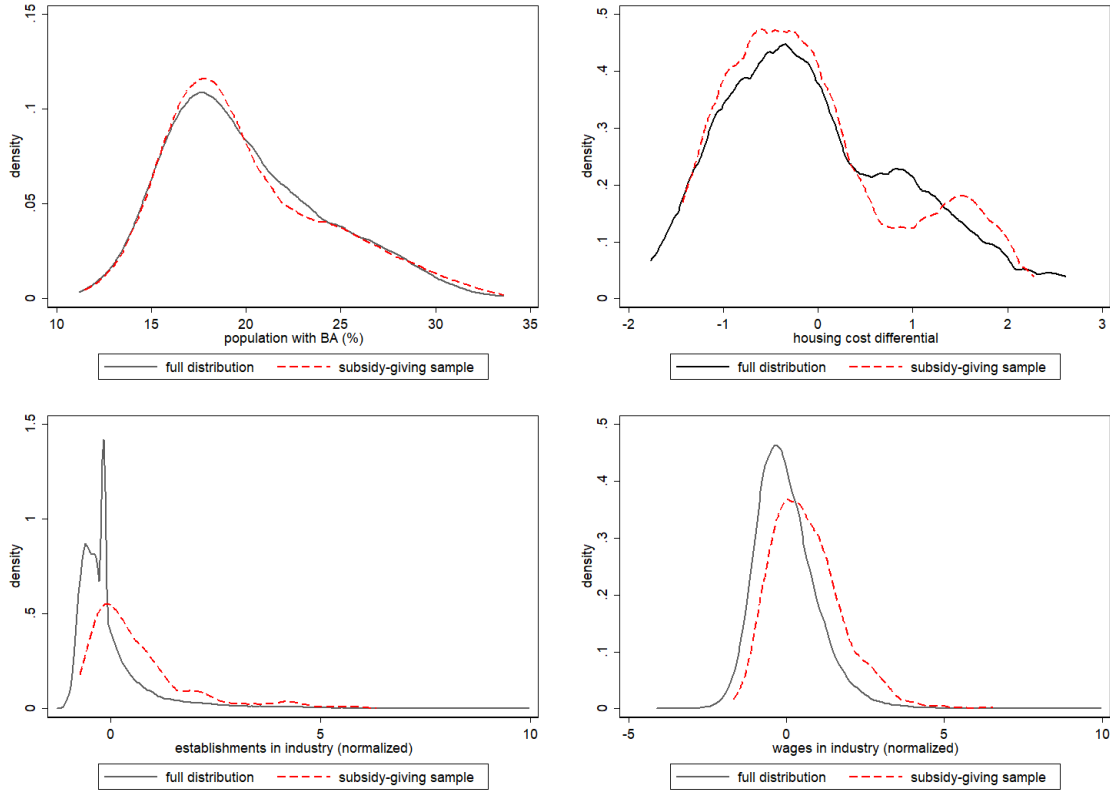 .15
.1
.05
0
density
10 15 20 25 30 35
population with BA (%)
full distribution subsidy-giving sample
.5
.4
.3
.2
.1
0
density
-2 -1 0 1 2 3
housing cost differential
full distribution subsidy-giving sample
1.5
1
.5
0
density
0 5 10
establishments in industry (normalized)
full distribution subsidy-giving sample
.5
.4
.3
.2
.1
0
density
-5 0 5 10
wages in industry (normalized)
full distribution subsidy-giving sample